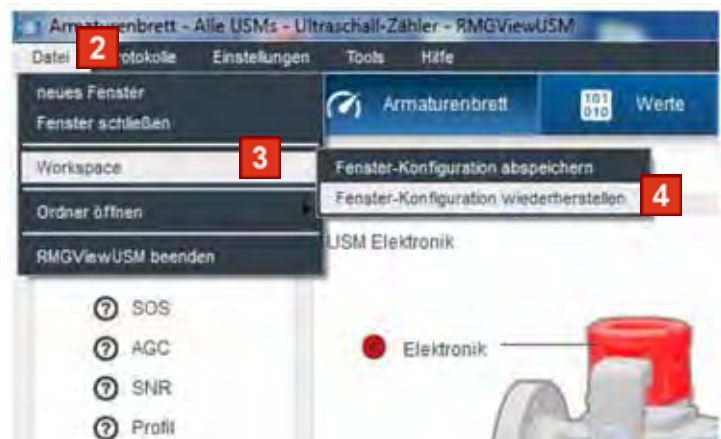 Armaturenbrett - Alle USMs - Ultraschall-Zähler - RMGViewUSM
Datei 2 Protokolle Einstellungen Tools Hilfe
neues Fenster
Fenster schließen
Armaturenbrett
101
010
Werte
Workspace 3
Fenster-Konfiguration abspeichern
Fenster-Konfiguration wiederherstellen 4
Ordner öffnen
RMGViewUSM beenden
USM Elektronik
SOS
AGC
SNR
Profil
Elektronik